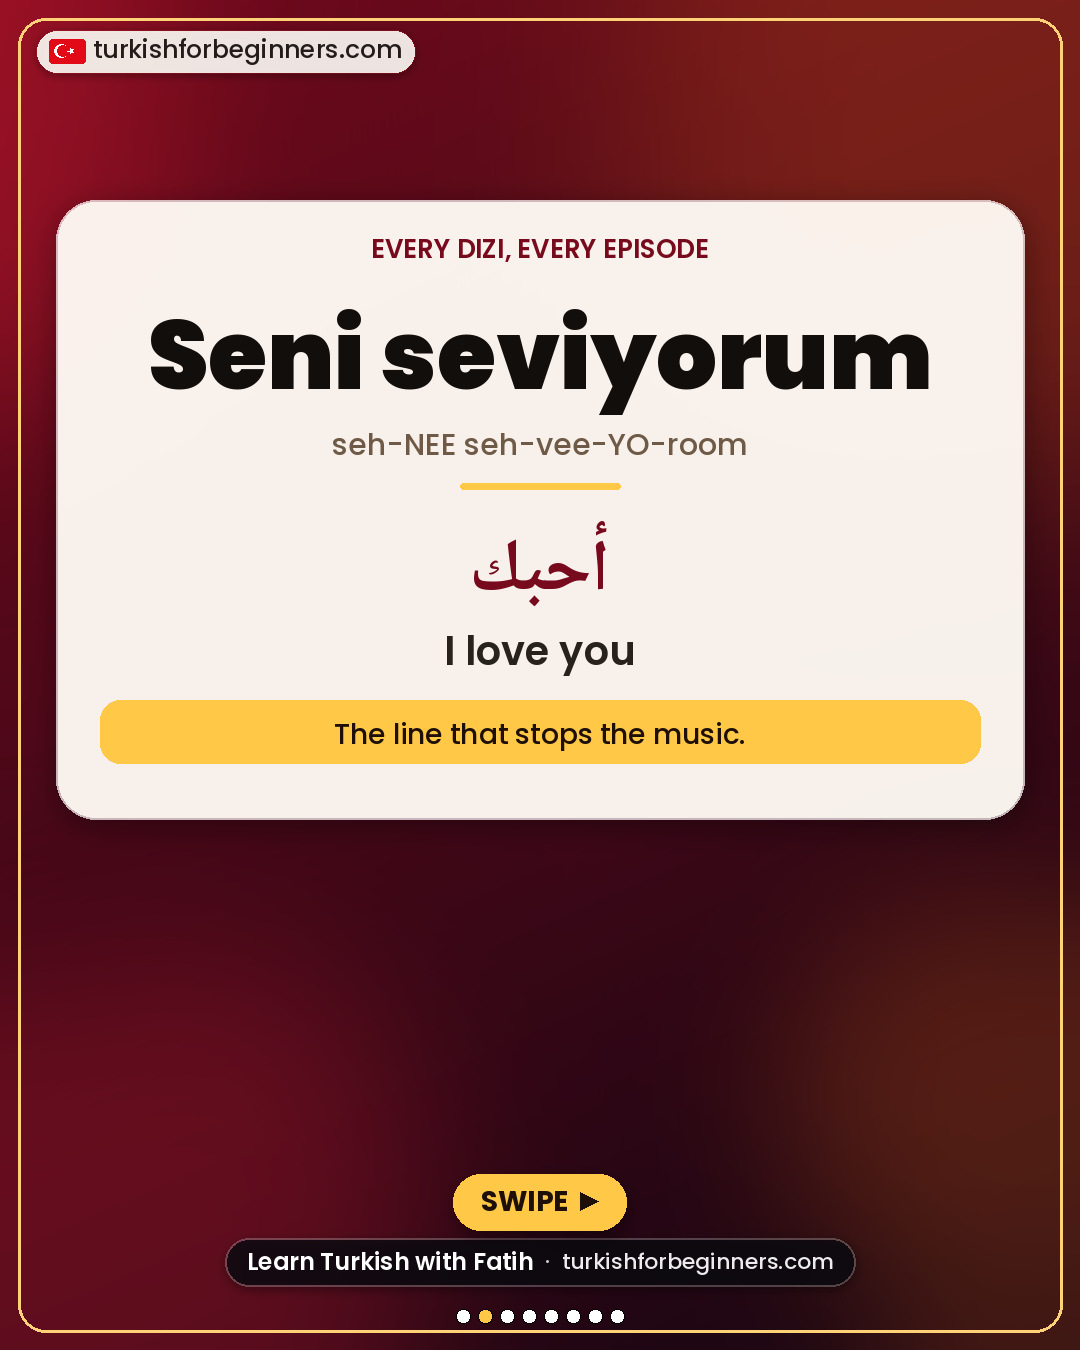 turkishforbeginners.com
EVERY DIZI, EVERY EPISODE
Seni seviyorum
seh-NEE seh-vee-YO-room
أحبك
I love you
The line that stops the music.
SWIPE ▶
Learn Turkish with Fatih · turkishforbeginners.com